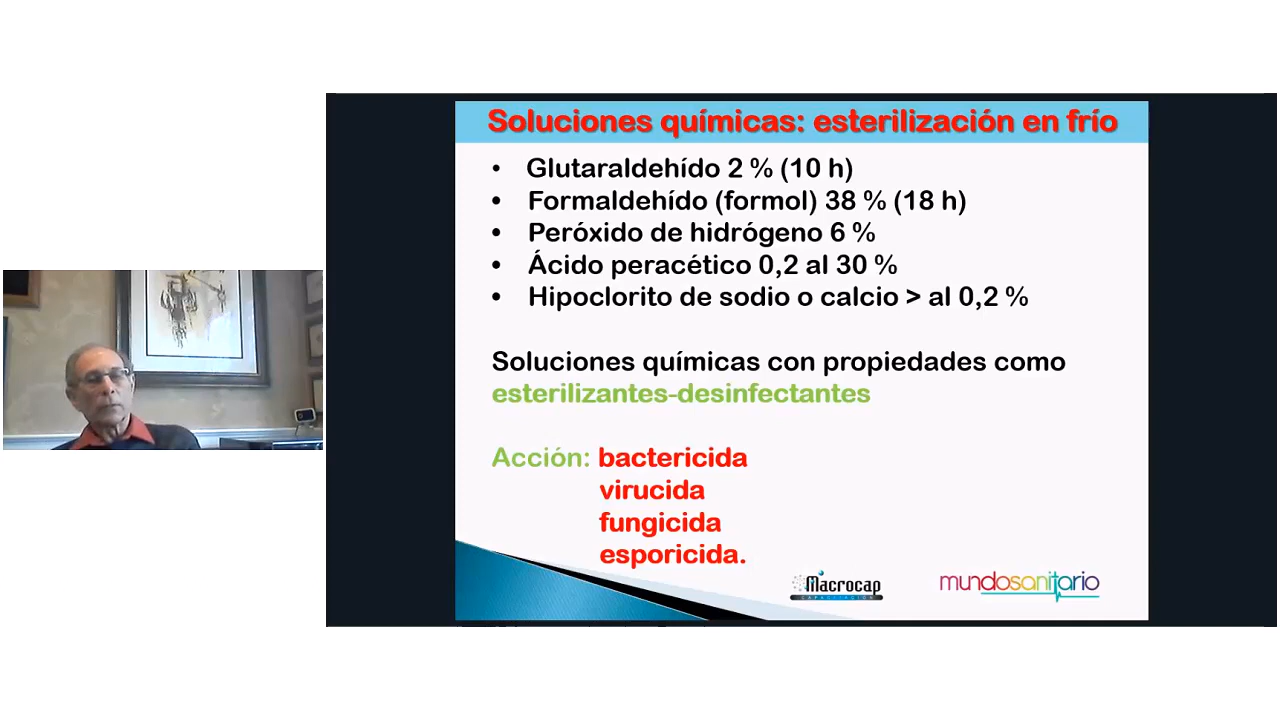 Soluciones químicas: esterilización en frío
• Glutaraldehído 2 % (10 h)
• Formaldehído (formol) 38 % (18 h)
• Peróxido de hidrógeno 6 %
• Ácido peracético 0,2 al 30 %
• Hipoclorito de sodio o calcio > al 0,2 %
Soluciones químicas con propiedades como
esterilizantes-desinfectantes
Acción: bactericida
virucida
fungicida
esporicida.
Macrocap
CAPACITACIÓN
mundosanitario